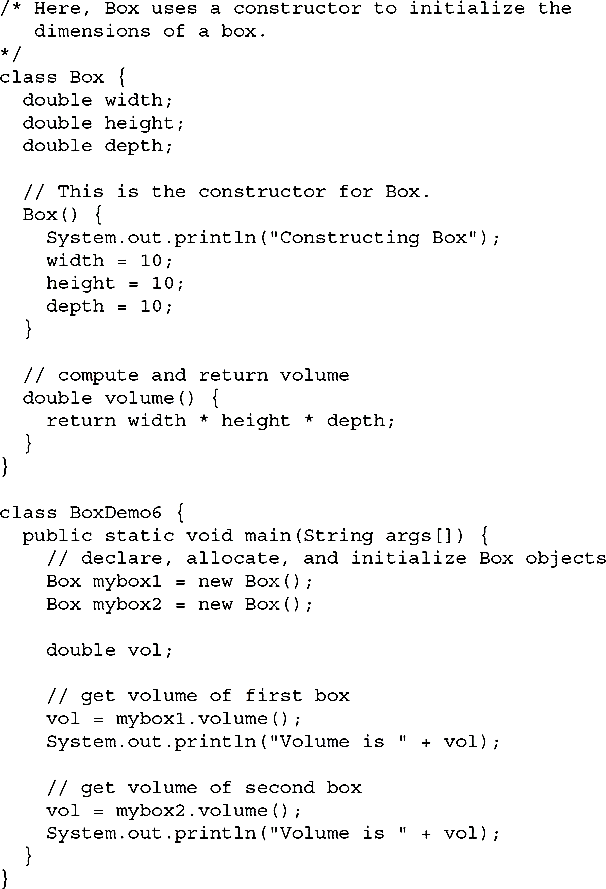 /* Here, Box uses a constructor to initialize the
   dimensions of a box.
*/
class Box {
  double width;
  double height;
  double depth;

  // This is the constructor for Box.
  Box() {
    System.out.println("Constructing Box");
    width = 10;
    height = 10;
    depth = 10;
  }

  // compute and return volume
  double volume() {
    return width * height * depth;
  }
}

class BoxDemo6 {
  public static void main(String args[]) {
    // declare, allocate, and initialize Box objects
    Box mybox1 = new Box();
    Box mybox2 = new Box();

    double vol;

    // get volume of first box
    vol = mybox1.volume();
    System.out.println("Volume is " + vol);

    // get volume of second box
    vol = mybox2.volume();
    System.out.println("Volume is " + vol);
  }
}